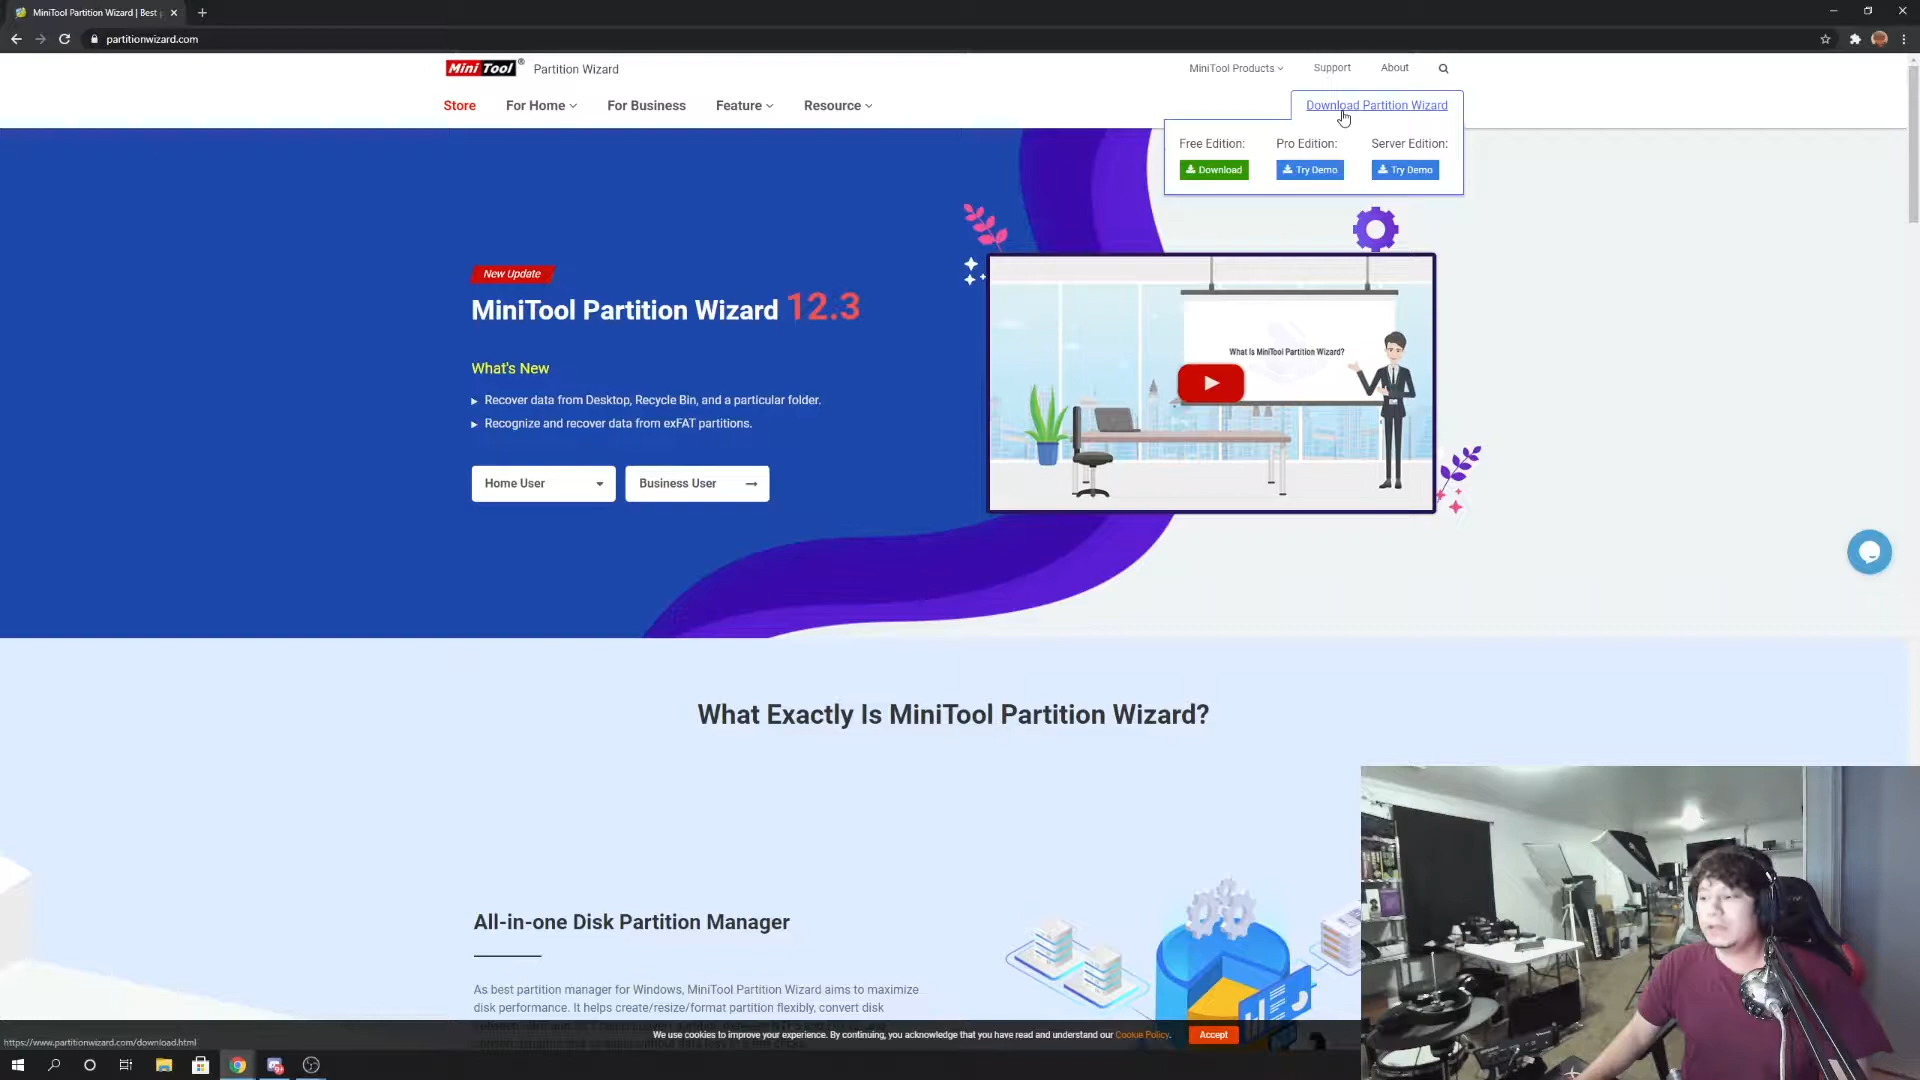 MiniTool Partition Wizard | Best
partitionwizard.com
Mini Tool® Partition Wizard
MiniTool Products
Support
About
Store
For Home
For Business
Feature
Resource
Download Partition Wizard
Free Edition:
Pro Edition:
Server Edition:
Download
Try Demo
Try Demo
New Update
MiniTool Partition Wizard 12.3
What's New
Recover data from Desktop, Recycle Bin, and a particular folder.
Recognize and recover data from exFAT partitions.
Home User
Business User
What Is MiniTool Partition Wizard?
What Exactly Is MiniTool Partition Wizard?
All-in-one Disk Partition Manager
As best partition manager for Windows, MiniTool Partition Wizard aims to maximize
disk performance. It helps create/resize/format partition flexibly, convert disk
We use cookies to improve your experience. By continuing, you acknowledge that you have read and understand our Cookie Policy.
Accept
https://www.partitionwizard.com/download.html